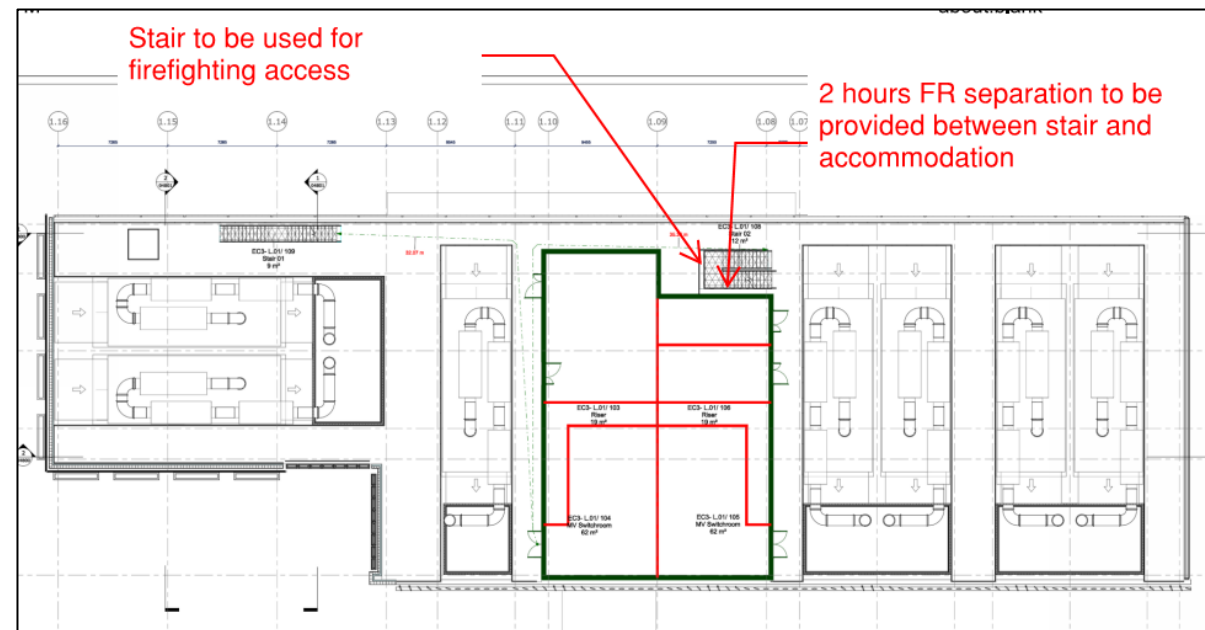 Stair to be used for
firefighting access
2 hours FR separation to be
provided between stair and
accommodation
1.16
1.15
1.14
1.13
1.12
1.11
1.10
1.09
1.08
1.07
2
1
EC3- L.01/ 109
Stair 01
9 m²
32.07 m
EC3- L.01/ 108
Stair 02
12 m²
EC3- L.01/ 103
Riser
19 m²
EC3- L.01/ 106
Riser
19 m²
EC3- L.01/ 104
MV Switchroom
62 m²
EC3- L.01/ 105
MV Switchroom
62 m²